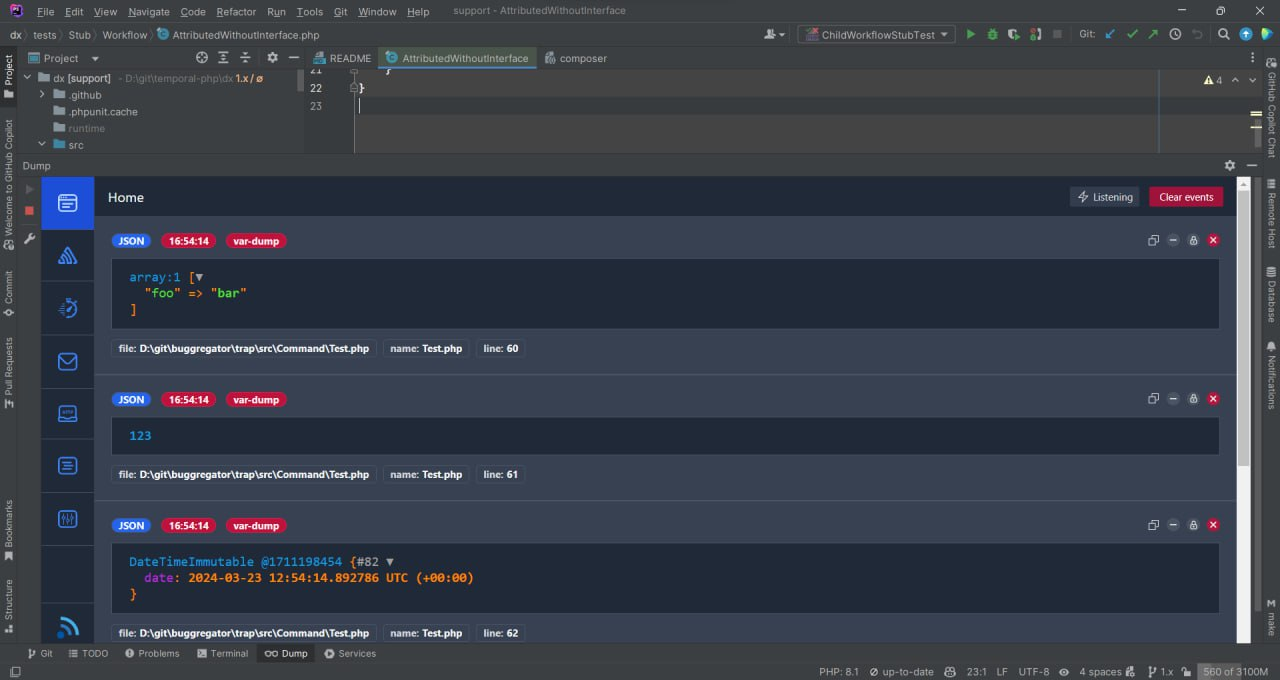 File Edit View Navigate Code Refactor Run Tools Git Window Help support - AttributedWithoutInterface
dx tests Stub Workflow AttributedWithoutInterface.php ChildWorkflowStubTest Git:
Project README AttributedWithoutInterface composer
dx [support] - D:\git\temporal-php\dx 1.x / ø
.github
.phpunit.cache
runtime
src
21 }
22 }
23
4
Dump
Home Listening Clear events
JSON 16:54:14 var-dump
array:1 [▼
"foo" => "bar"
]
file: D:\git\buggregator\trap\src\Command\Test.php name: Test.php line: 60
JSON 16:54:14 var-dump
123
file: D:\git\buggregator\trap\src\Command\Test.php name: Test.php line: 61
JSON 16:54:14 var-dump
DateTimeImmutable @1711198454 {#82 ▼
date: 2024-03-23 12:54:14.892786 UTC (+00:00)
}
file: D:\git\buggregator\trap\src\Command\Test.php name: Test.php line: 62
Project
Welcome to GitHub Copilot
Commit
Pull Requests
Bookmarks
Structure
GitHub Copilot Chat
Remote Host
Database
Notifications
make
Git TODO Problems Terminal Dump Services
PHP: 8.1 up-to-date 23:1 LF UTF-8 4 spaces 1.x 560 of 3100M